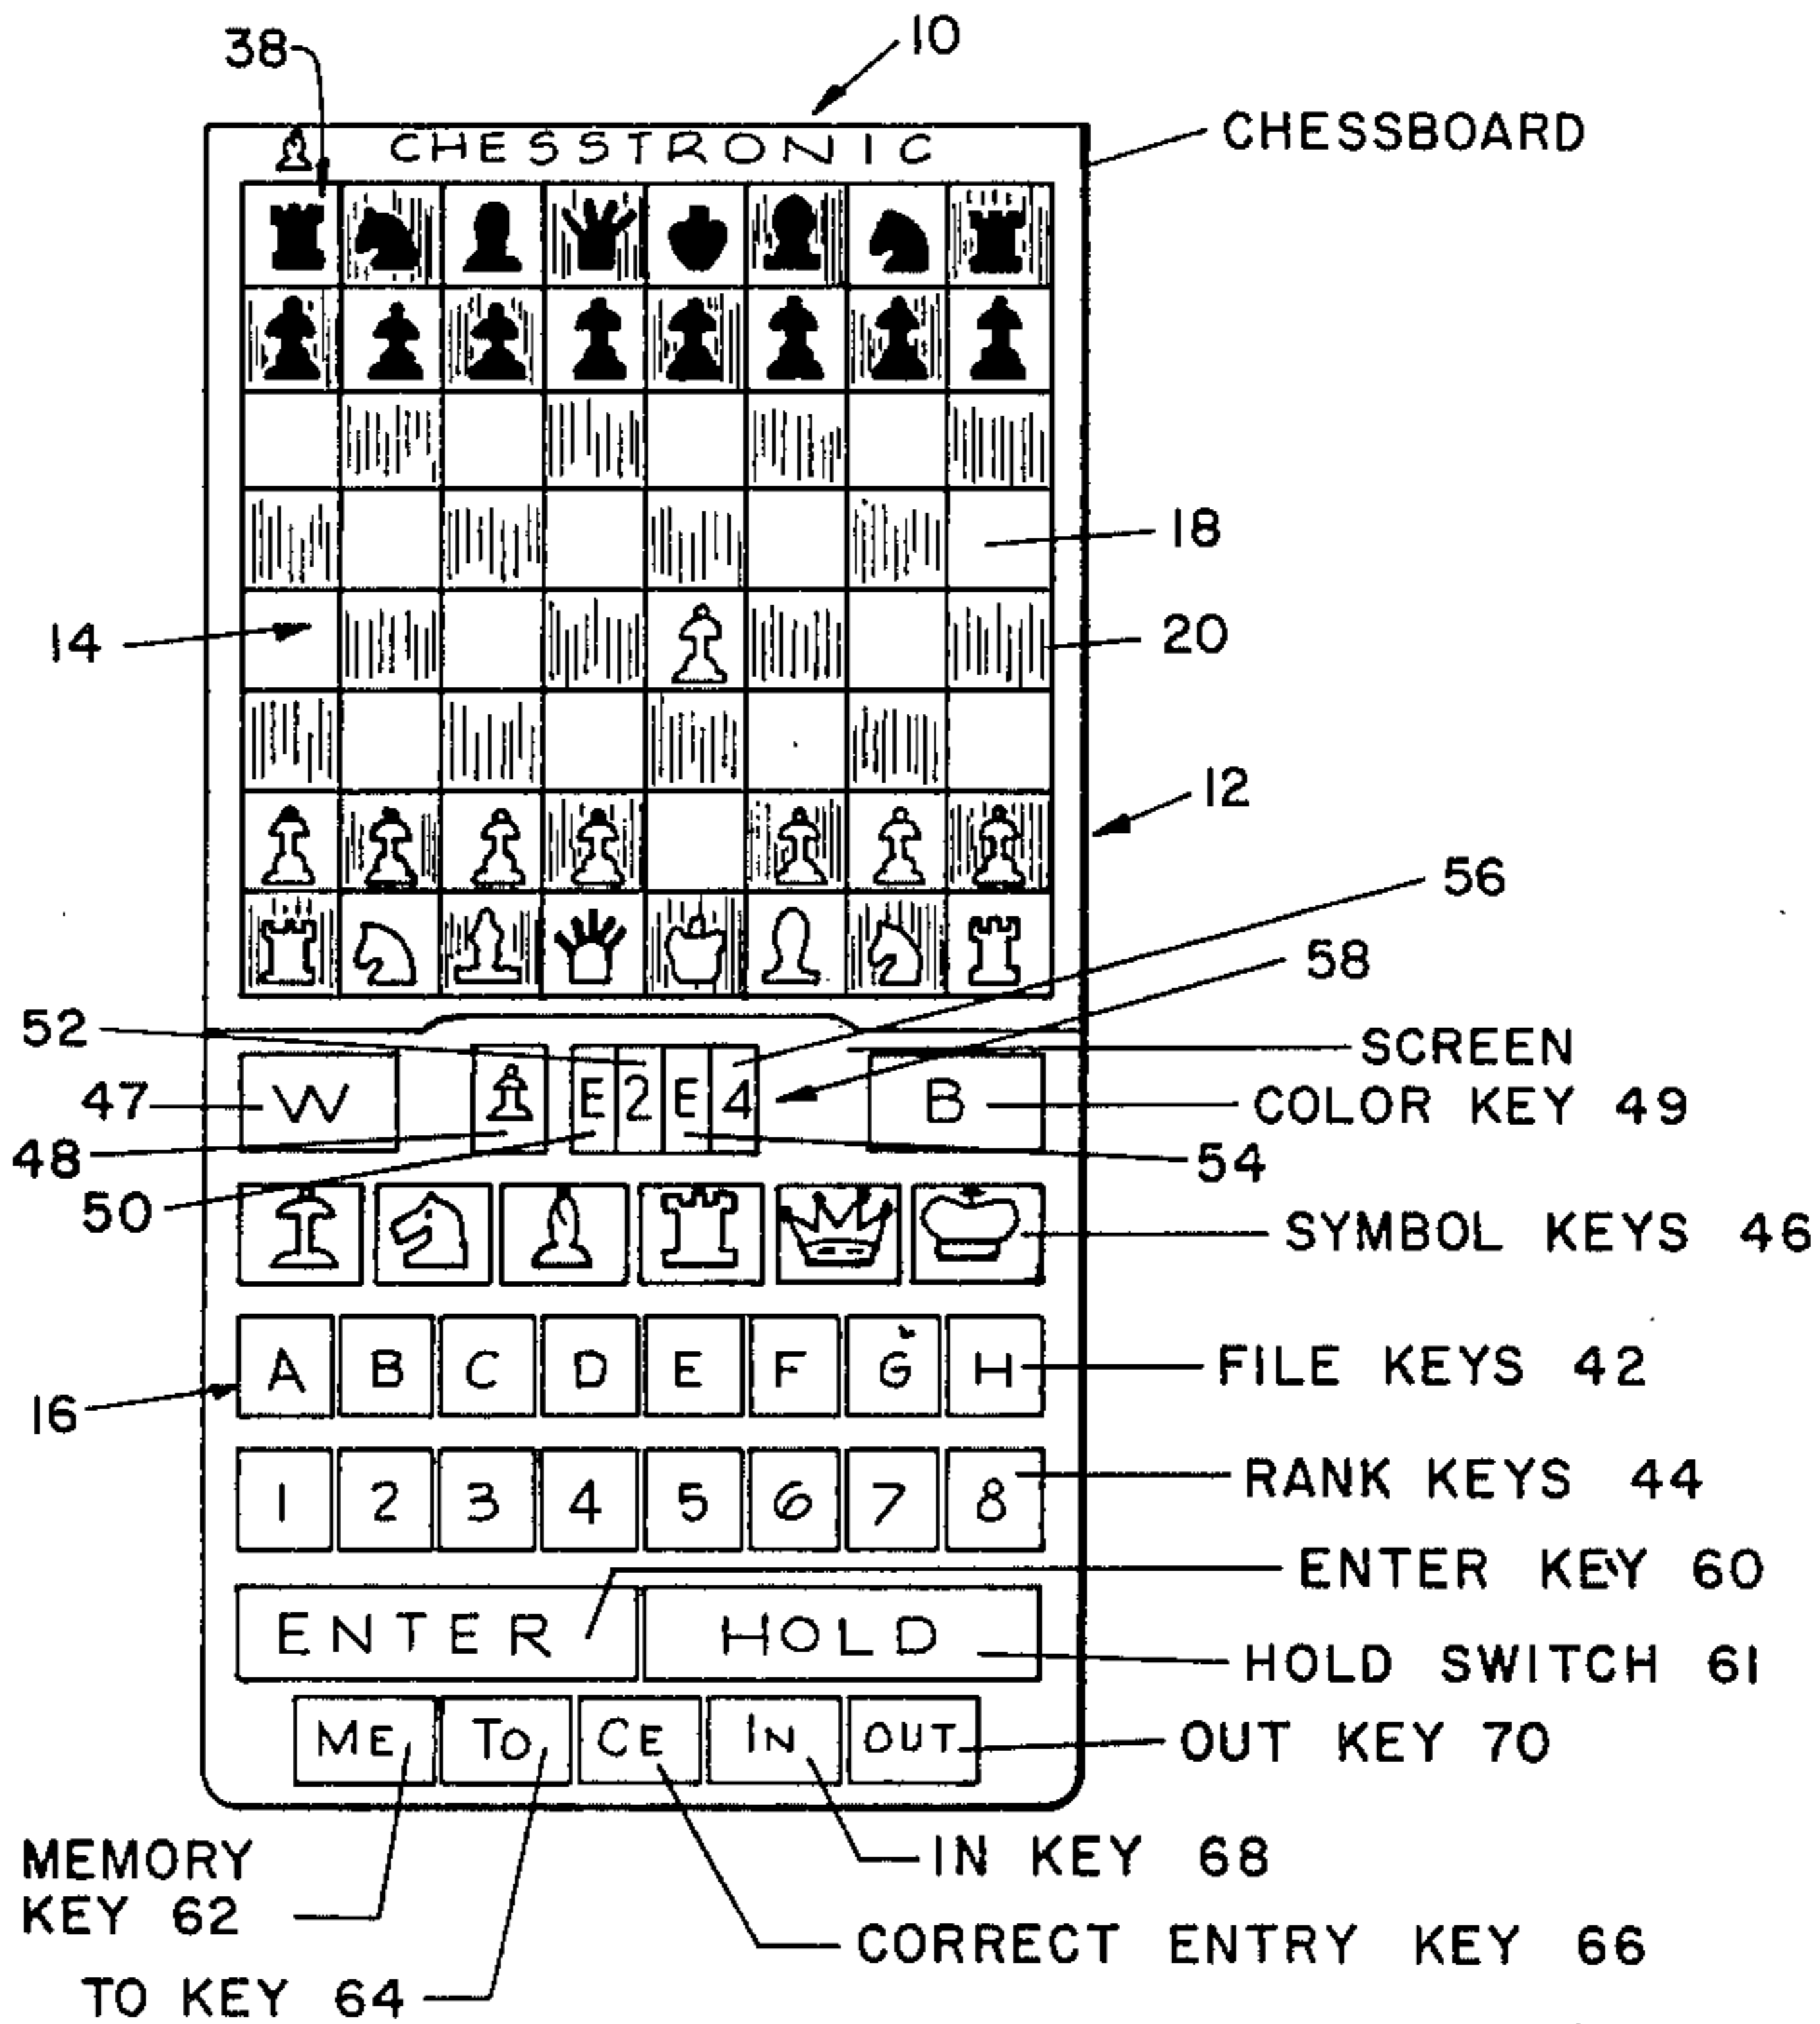 10
38
CHESSTRONIC
CHESSBOARD
18
14
20
12
56
58
52
SCREEN
W
E 2 E 4
B
47
COLOR KEY 49
48
54
50
SYMBOL KEYS 46
A B C D E F G H
FILE KEYS 42
16
1 2 3 4 5 6 7 8
RANK KEYS 44
ENTER KEY 60
ENTER HOLD
HOLD SWITCH 61
ME TO CE IN OUT
OUT KEY 70
MEMORY
KEY 62
IN KEY 68
CORRECT ENTRY KEY 66
TO KEY 64